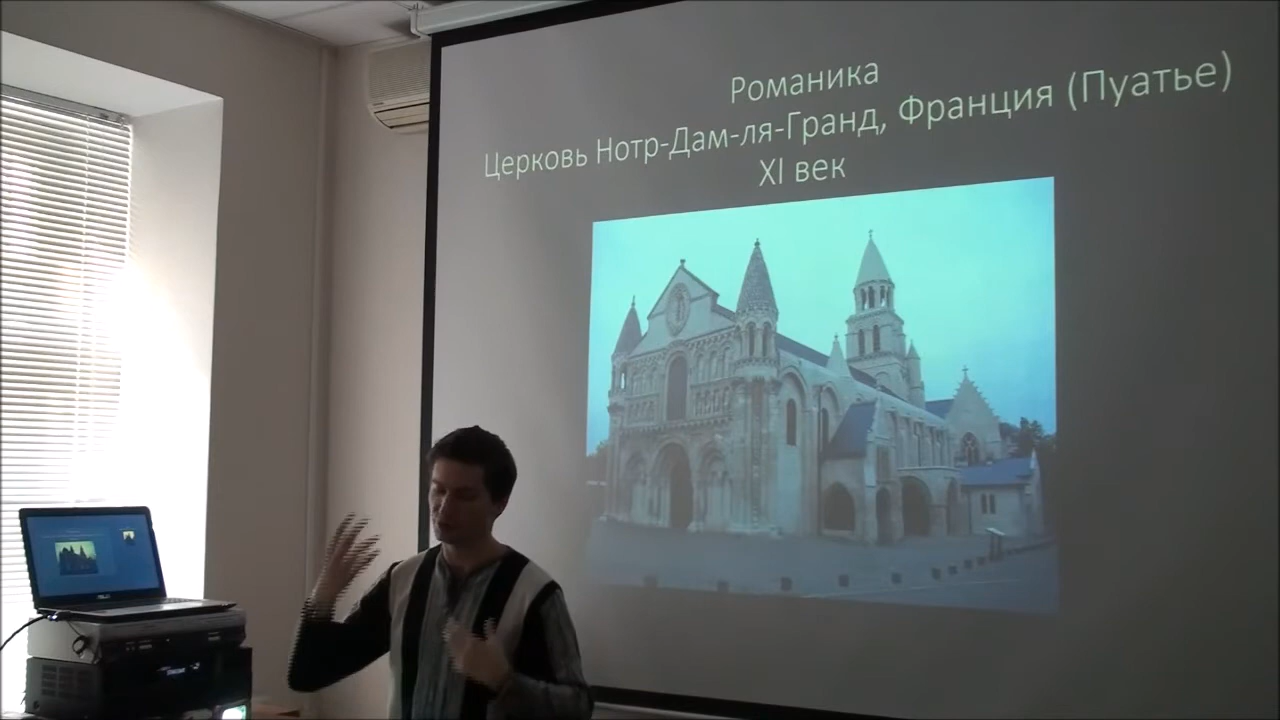 Романика
Церковь Нотр-Дам-ля-Гранд, Франция (Пуатье)
XI век